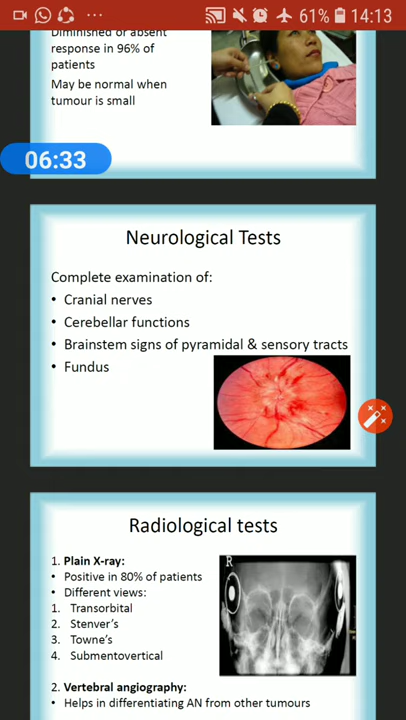 61% 14:13
Diminished or absent
response in 96% of
patients
May be normal when
tumour is small
06:33
Neurological Tests
Complete examination of:
• Cranial nerves
• Cerebellar functions
• Brainstem signs of pyramidal & sensory tracts
• Fundus
Radiological tests
1. Plain X-ray:
• Positive in 80% of patients
• Different views:
1. Transorbital
2. Stenver's
3. Towne's
4. Submentovertical
R
2. Vertebral angiography:
• Helps in differentiating AN from other tumours